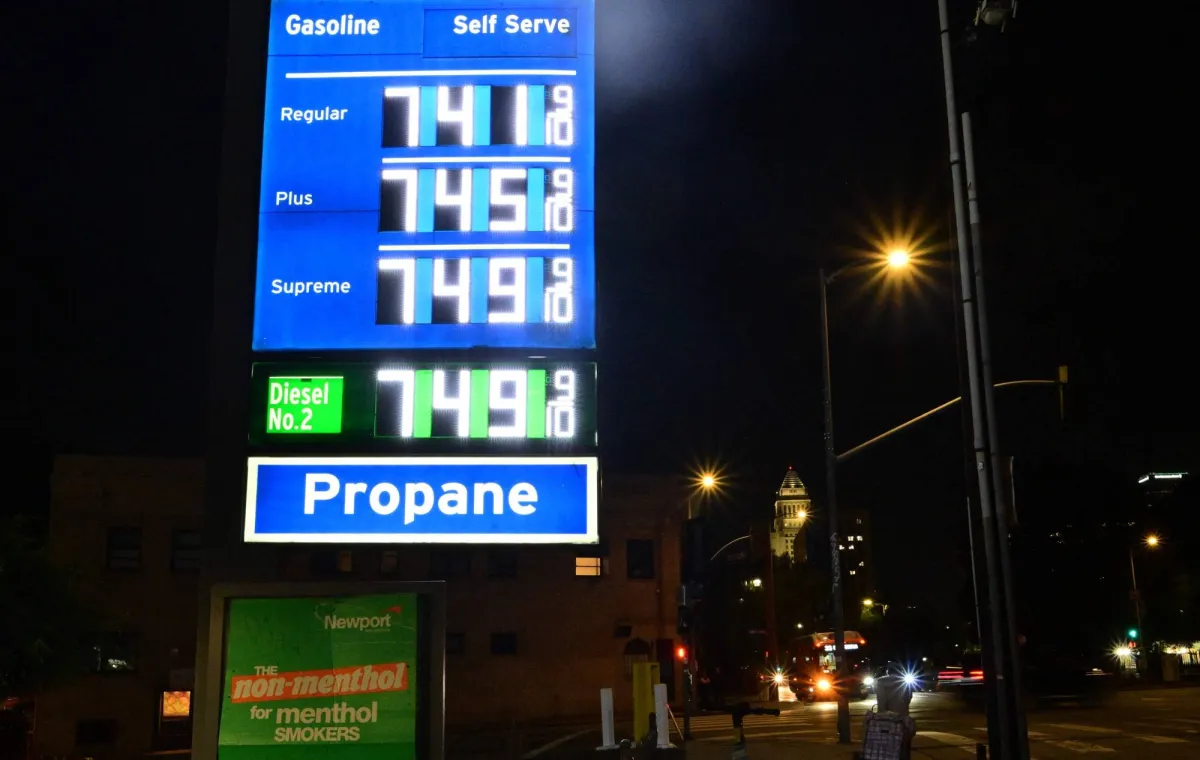 Gasoline Self Serve
Regular 741 9/10
Plus 745 9/10
Supreme 749 9/10
Diesel
No.2
749 9/10
Propane
Newport
THE
non-menthol
for menthol
SMOKERS